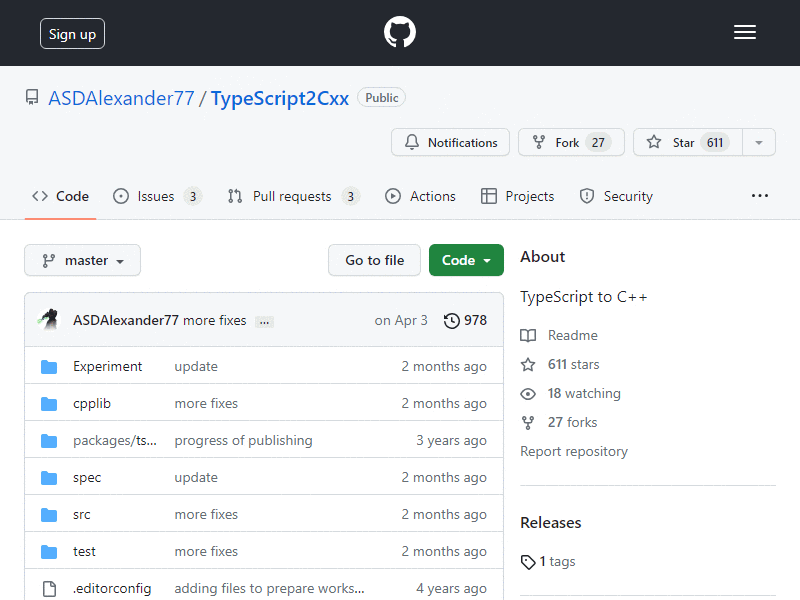 Sign up
ASDAlexander77 / TypeScript2Cxx Public
Notifications Fork 27 Star 611
Code Issues 3 Pull requests 3 Actions Projects Security ...
master Go to file Code
ASDAlexander77 more fixes ... on Apr 3 978
Experiment update 2 months ago
cpplib more fixes 2 months ago
packages/ts... progress of publishing 3 years ago
spec update 2 months ago
src more fixes 2 months ago
test more fixes 2 months ago
.editorconfig adding files to prepare works... 4 years ago
About
TypeScript to C++
Readme
611 stars
18 watching
27 forks
Report repository
Releases
1 tags